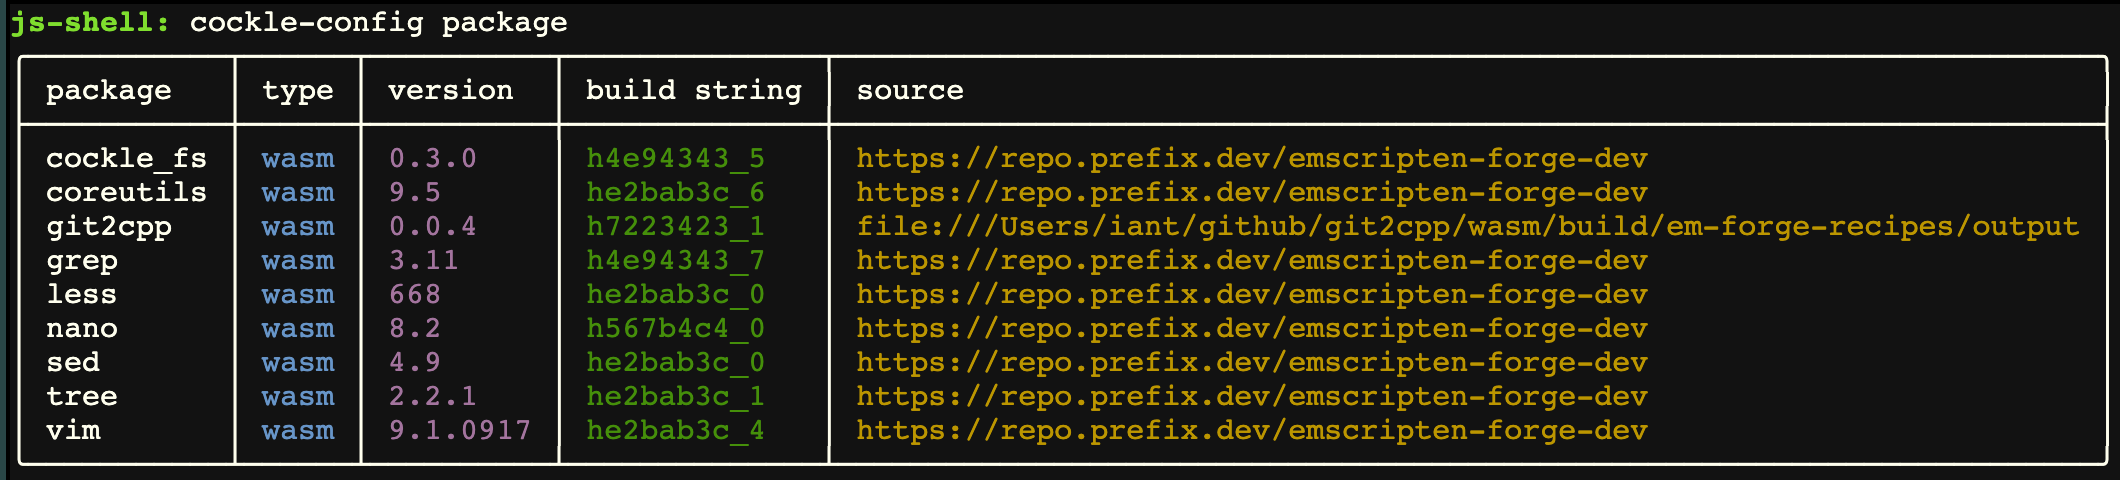 js-shell: cockle-config package
package type version build string source
cockle_fs wasm 0.3.0 h4e94343_5 https://repo.prefix.dev/emscripten-forge-dev
coreutils wasm 9.5 he2bab3c_6 https://repo.prefix.dev/emscripten-forge-dev
git2cpp wasm 0.0.4 h7223423_1 file:///Users/iant/github/git2cpp/wasm/build/em-forge-recipes/output
grep wasm 3.11 h4e94343_7 https://repo.prefix.dev/emscripten-forge-dev
less wasm 668 he2bab3c_0 https://repo.prefix.dev/emscripten-forge-dev
nano wasm 8.2 h567b4c4_0 https://repo.prefix.dev/emscripten-forge-dev
sed wasm 4.9 he2bab3c_0 https://repo.prefix.dev/emscripten-forge-dev
tree wasm 2.2.1 he2bab3c_1 https://repo.prefix.dev/emscripten-forge-dev
vim wasm 9.1.0917 he2bab3c_4 https://repo.prefix.dev/emscripten-forge-dev